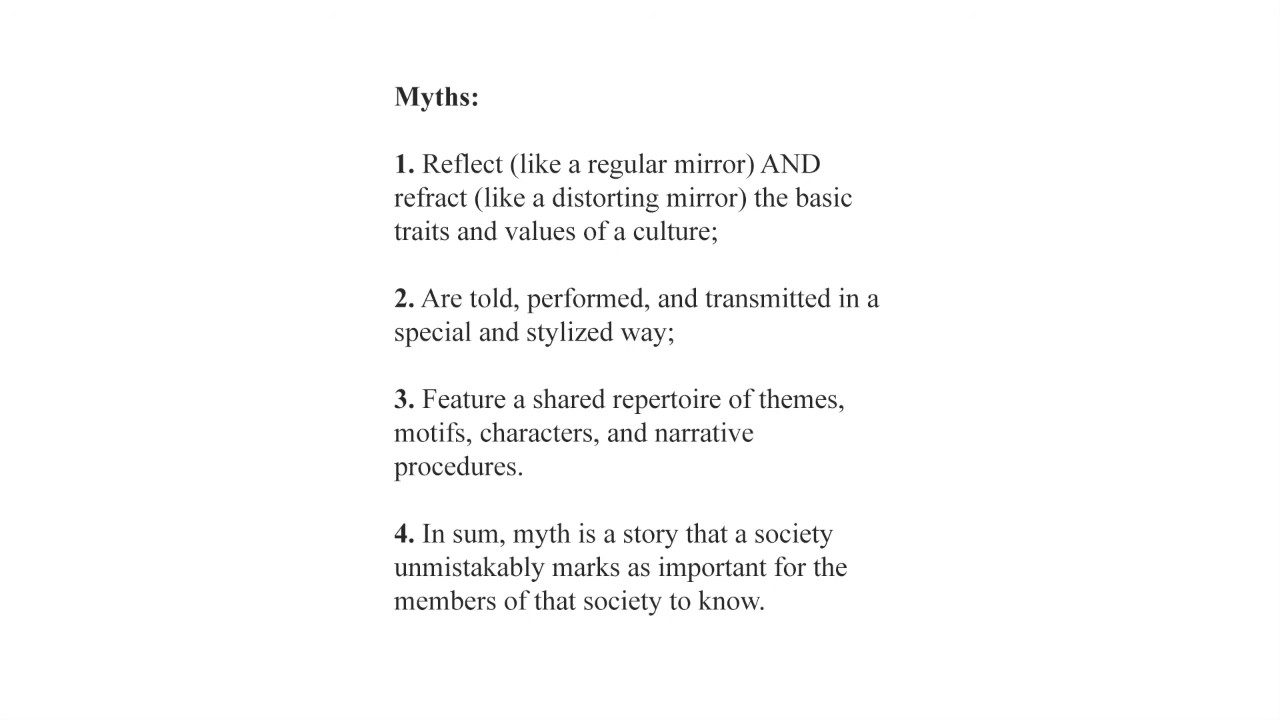 Myths:
1. Reflect (like a regular mirror) AND
refract (like a distorting mirror) the basic
traits and values of a culture;
2. Are told, performed, and transmitted in a
special and stylized way;
3. Feature a shared repertoire of themes,
motifs, characters, and narrative
procedures.
4. In sum, myth is a story that a society
unmistakably marks as important for the
members of that society to know.